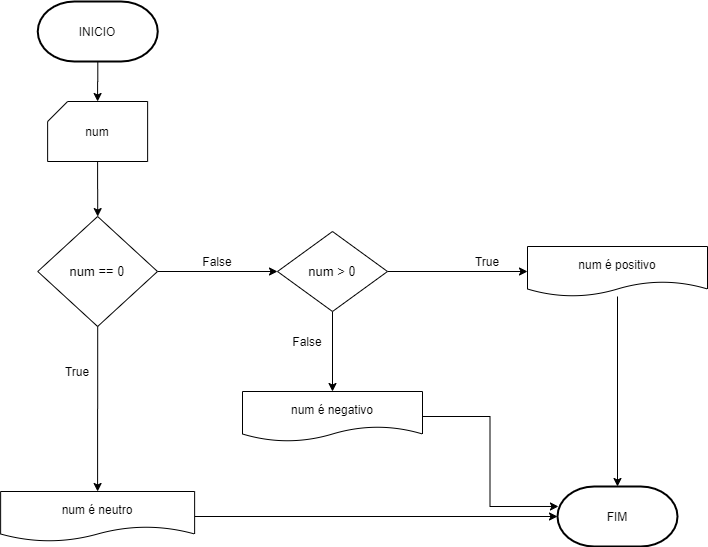 INICIO
num
num == 0
False
num > 0
True
num é positivo
False
True
num é negativo
num é neutro
FIM